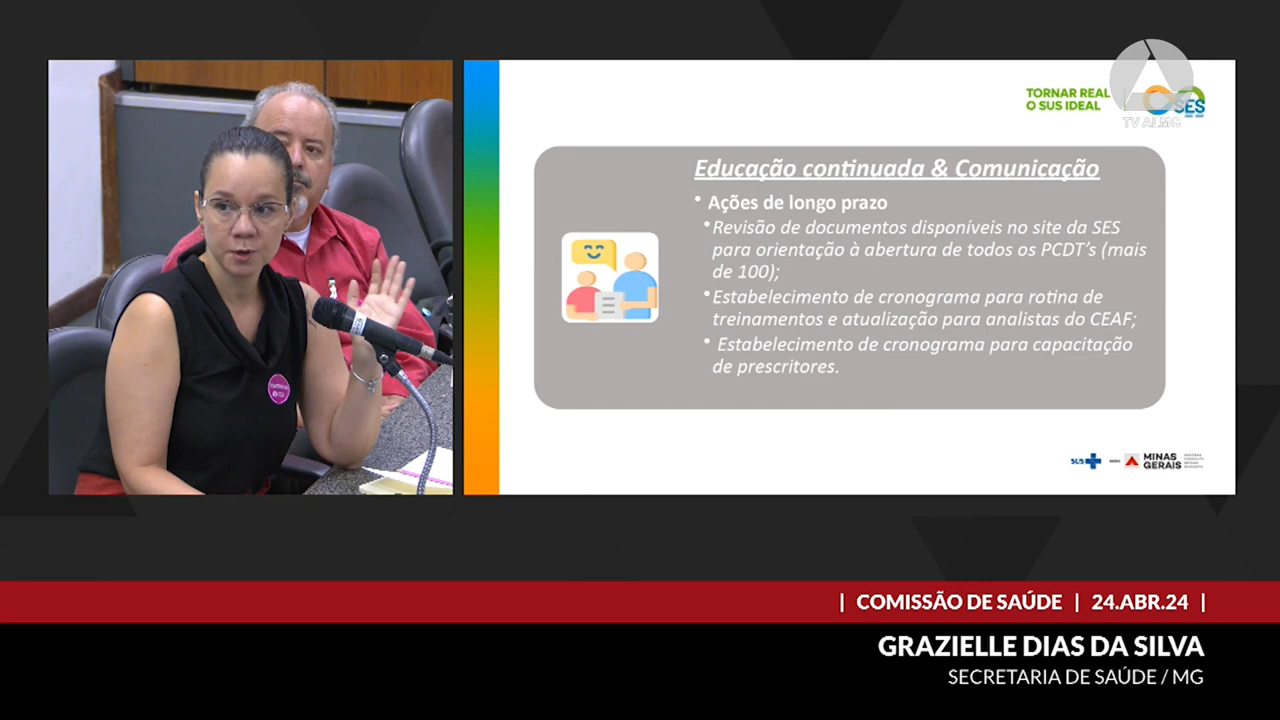 TORNAR REAL
O SUS IDEAL
SES
TV ALMG
Educação continuada & Comunicação
• Ações de longo prazo
• Revisão de documentos disponíveis no site da SES
para orientação à abertura de todos os PCDT's (mais
de 100);
• Estabelecimento de cronograma para rotina de
treinamentos e atualização para analistas do CEAF;
• Estabelecimento de cronograma para capacitação
de prescritores.
SUS
MINAS
GERAIS
| COMISSÃO DE SAÚDE | 24.ABR.24 |
GRAZIELLE DIAS DA SILVA
SECRETARIA DE SAÚDE / MG